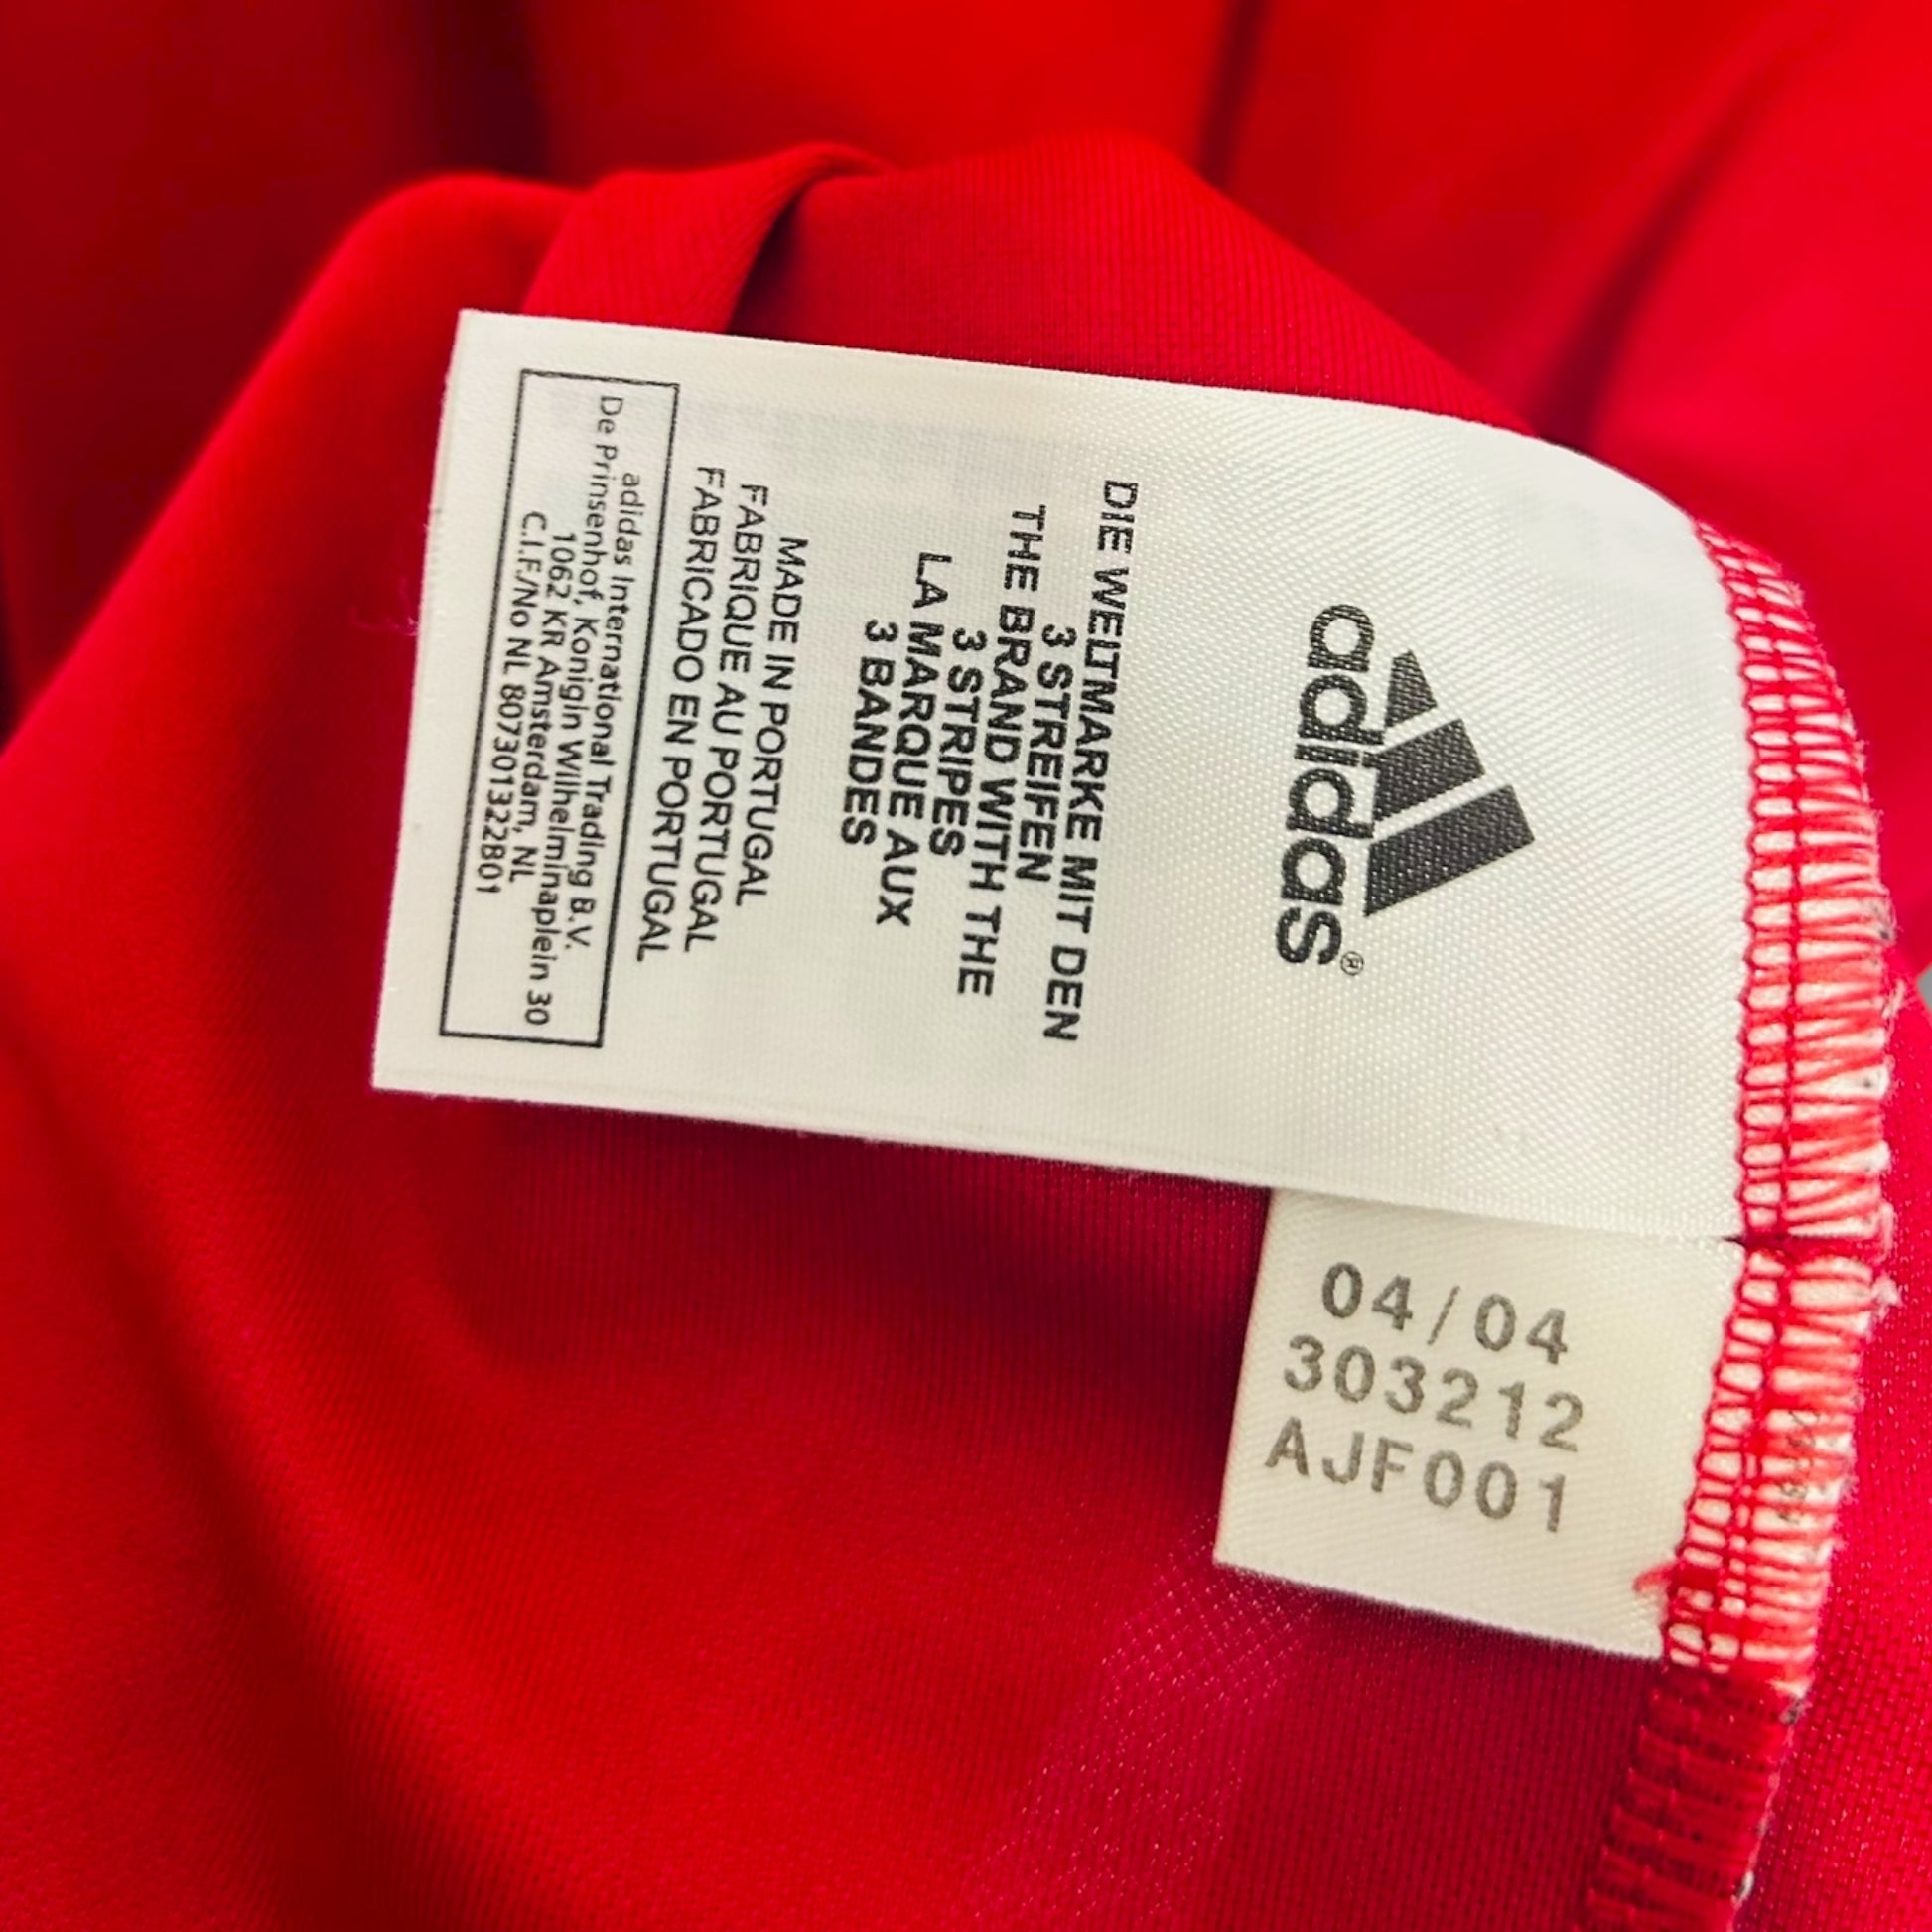 adidas®
DIE WELTMARKE MIT DEN
3 STREIFEN
THE BRAND WITH THE
3 STRIPES
LA MARQUE AUX
3 BANDES
MADE IN PORTUGAL
FABRIQUE AU PORTUGAL
FABRICADO EN PORTUGAL
adidas International Trading B.V.
De Prinsenhof, Konigin Wilhelminaplein 30
1062 KR Amsterdam, NL
C.I.F./No NL 807301322B01
04/04
303212
AJF001